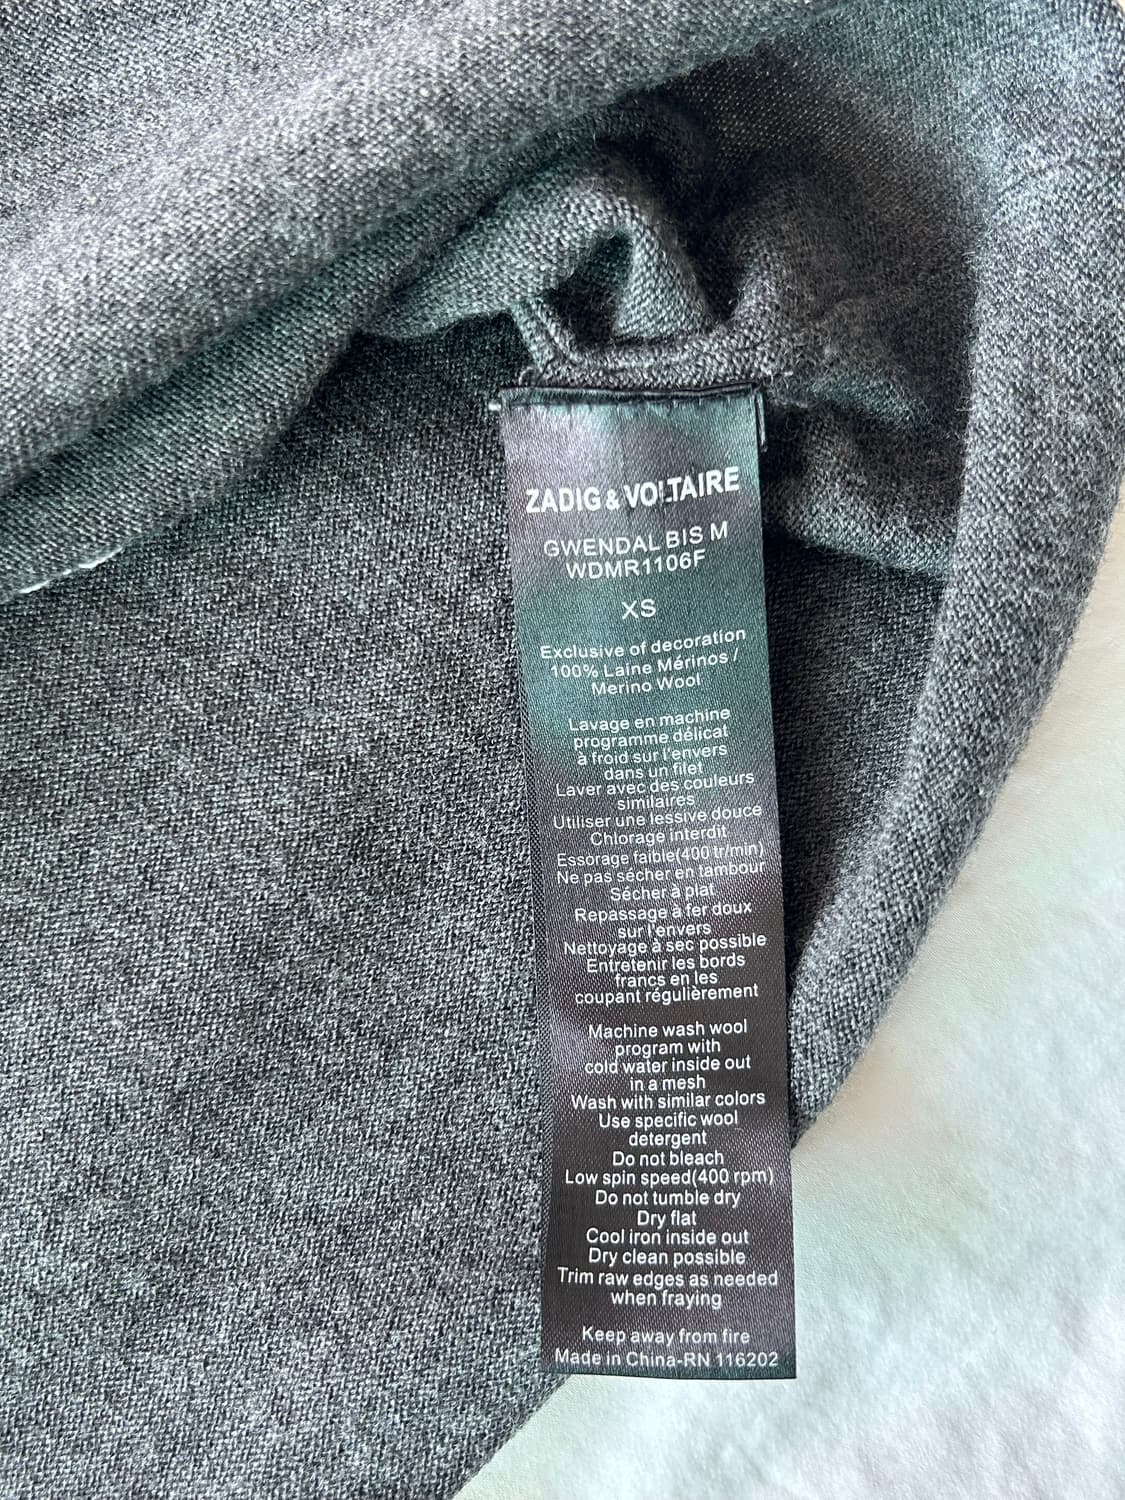 ZADIG & VOLTAIRE
GWENDAL BIS M
WDMR1106F
XS
Exclusive of decoration
100% Laine Mérinos /
Merino Wool
Lavage en machine
programme délicat
à froid sur l'envers
dans un filet
Laver avec des couleurs
similaires
Utiliser une lessive douce
Chlorage interdit
Essorage faible(400 tr/min)
Ne pas sécher en tambour
Sécher à plat
Repassage à fer doux
sur l'envers
Nettoyage à sec possible
Entretenir les bords
francs en les
coupant régulièrement
Machine wash wool
program with
cold water inside out
in a mesh
Wash with similar colors
Use specific wool
detergent
Do not bleach
Low spin speed(400 rpm)
Do not tumble dry
Dry flat
Cool iron inside out
Dry clean possible
Trim raw edges as needed
when fraying
Keep away from fire
Made in China-RN 116202